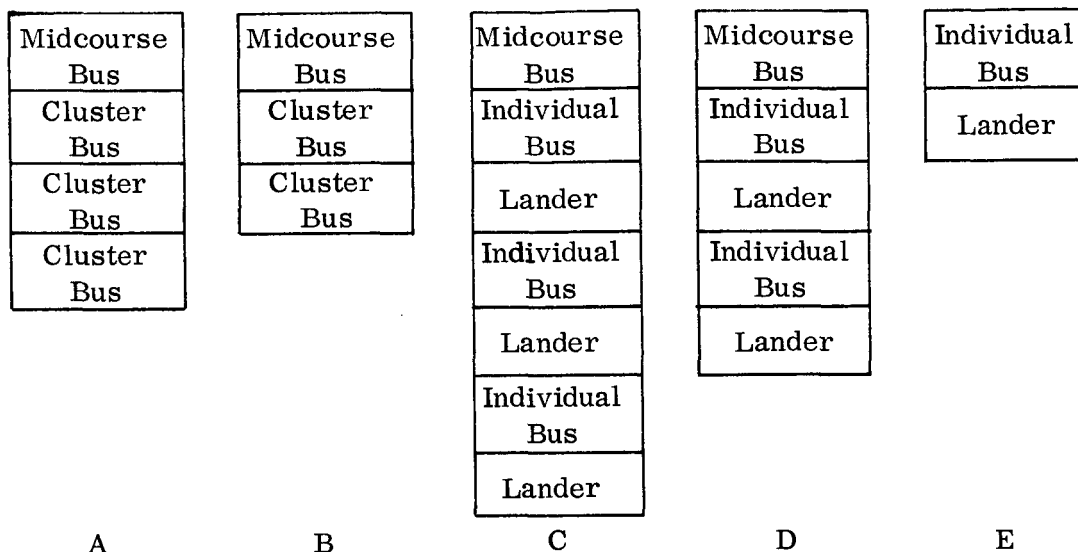 Midcourse
Bus
Cluster
Bus
Cluster
Bus
Cluster
Bus
A
Midcourse
Bus
Cluster
Bus
Cluster
Bus
B
Midcourse
Bus
Individual
Bus
Lander
Individual
Bus
Lander
Individual
Bus
Lander
C
Midcourse
Bus
Individual
Bus
Lander
Individual
Bus
Lander
D
Individual
Bus
Lander
E